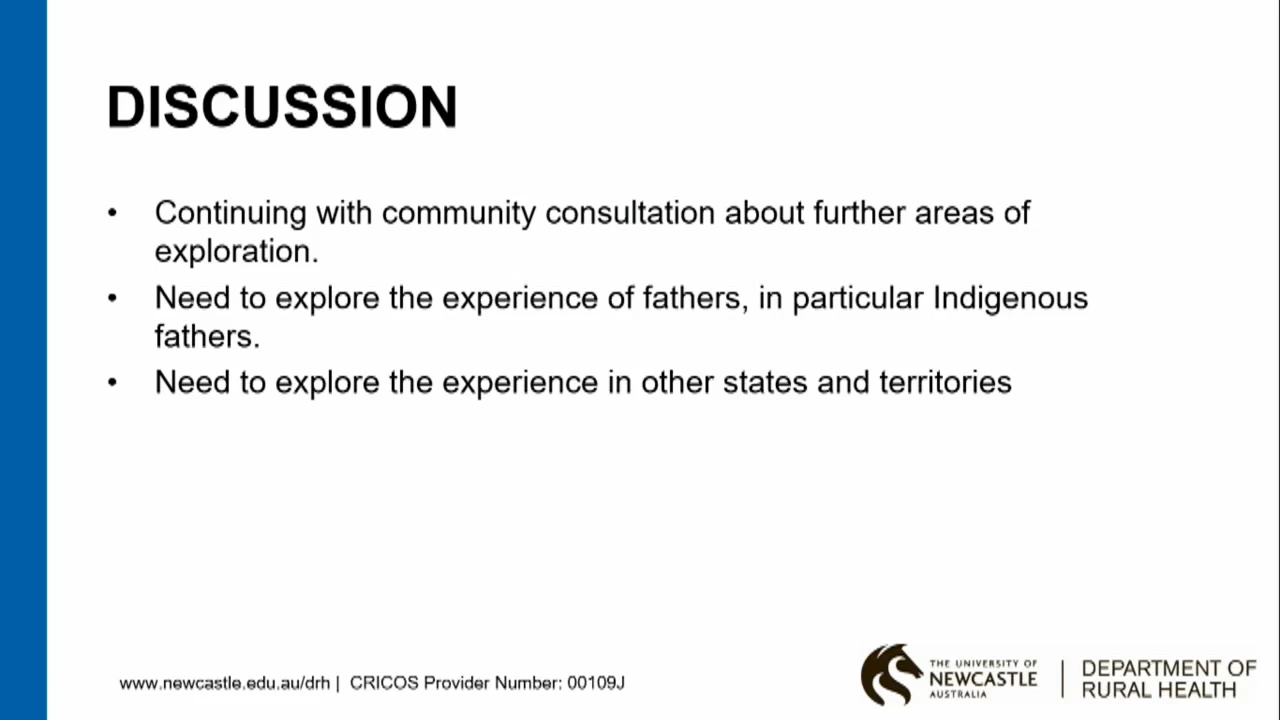 DISCUSSION
• Continuing with community consultation about further areas of
exploration.
• Need to explore the experience of fathers, in particular Indigenous
fathers.
• Need to explore the experience in other states and territories
www.newcastle.edu.au/drh | CRICOS Provider Number: 00109J
THE UNIVERSITY OF
NEWCASTLE
AUSTRALIA
DEPARTMENT OF
RURAL HEALTH